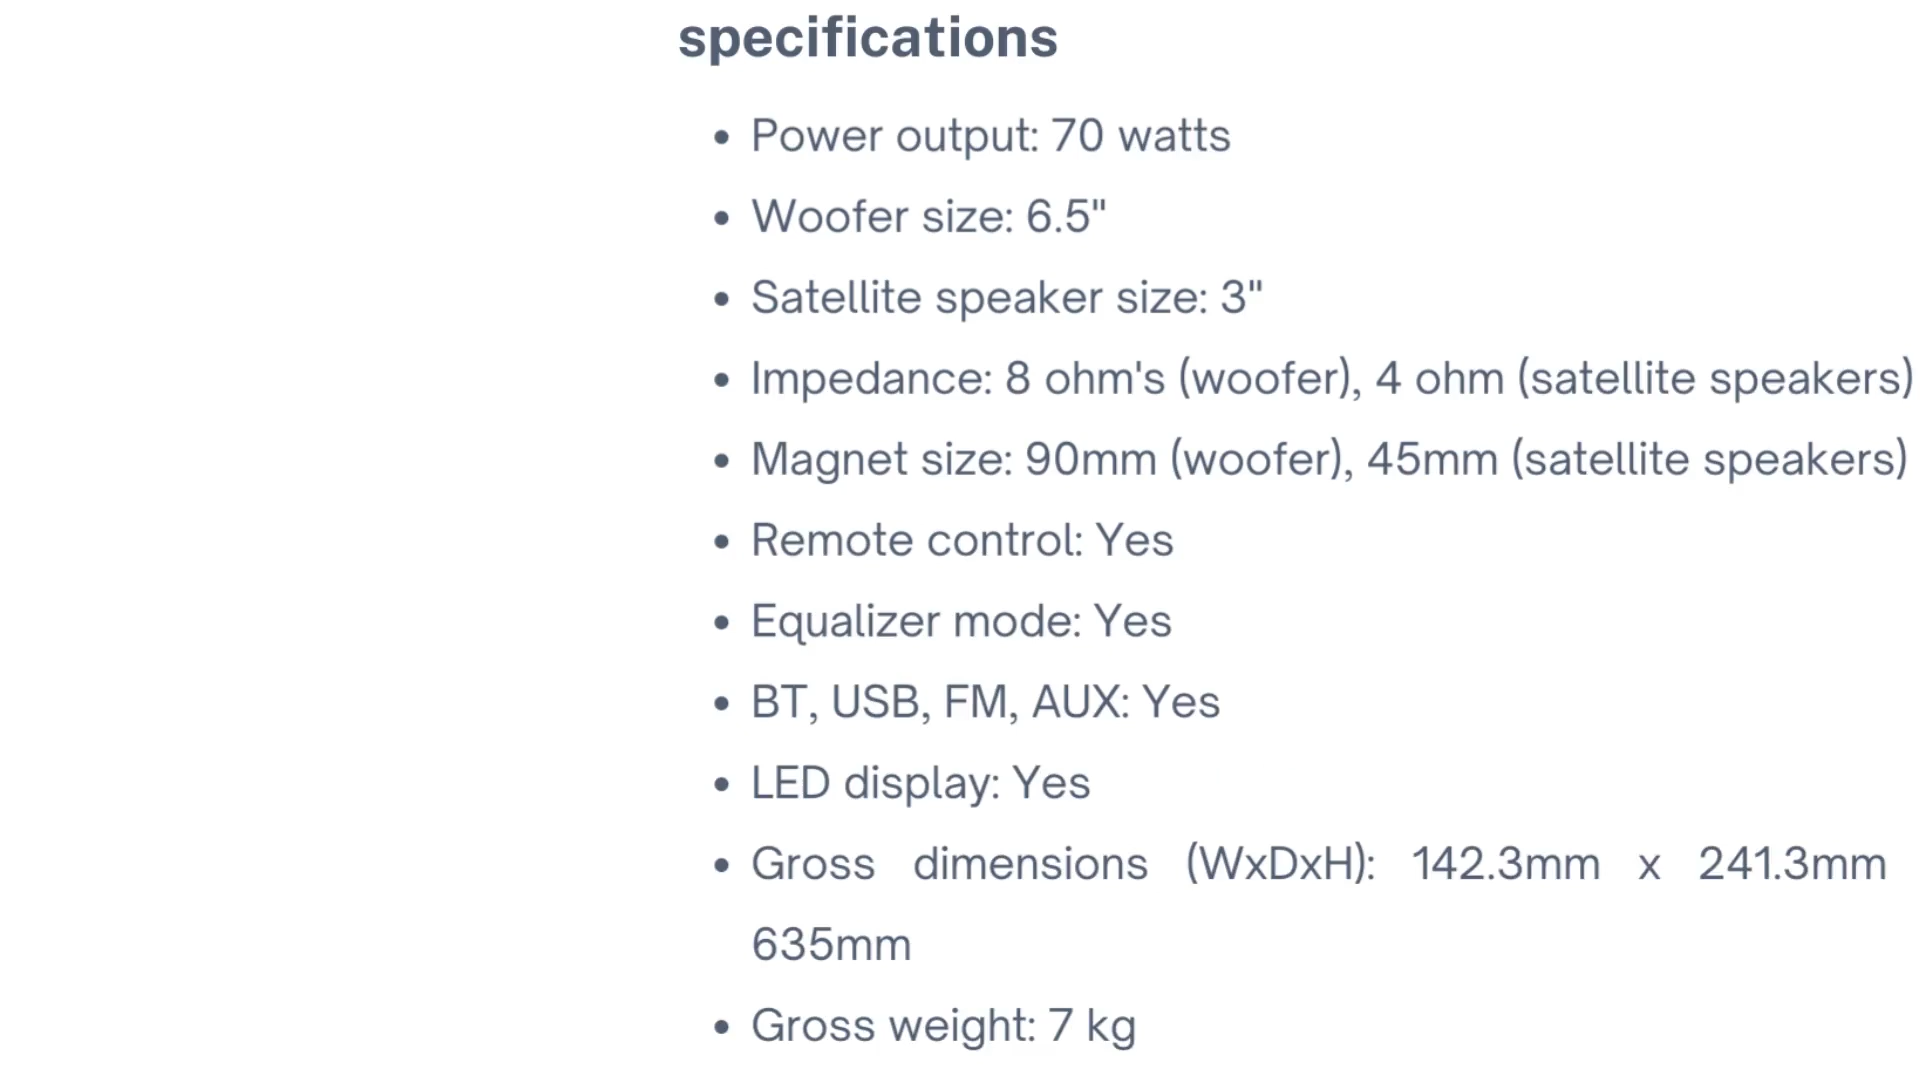 specifications
Power output: 70 watts
Woofer size: 6.5"
Satellite speaker size: 3"
Impedance: 8 ohm's (woofer), 4 ohm (satellite speakers)
Magnet size: 90mm (woofer), 45mm (satellite speakers)
Remote control: Yes
Equalizer mode: Yes
BT, USB, FM, AUX: Yes
LED display: Yes
Gross dimensions (WxDxH): 142.3mm x 241.3mm
635mm
Gross weight: 7 kg